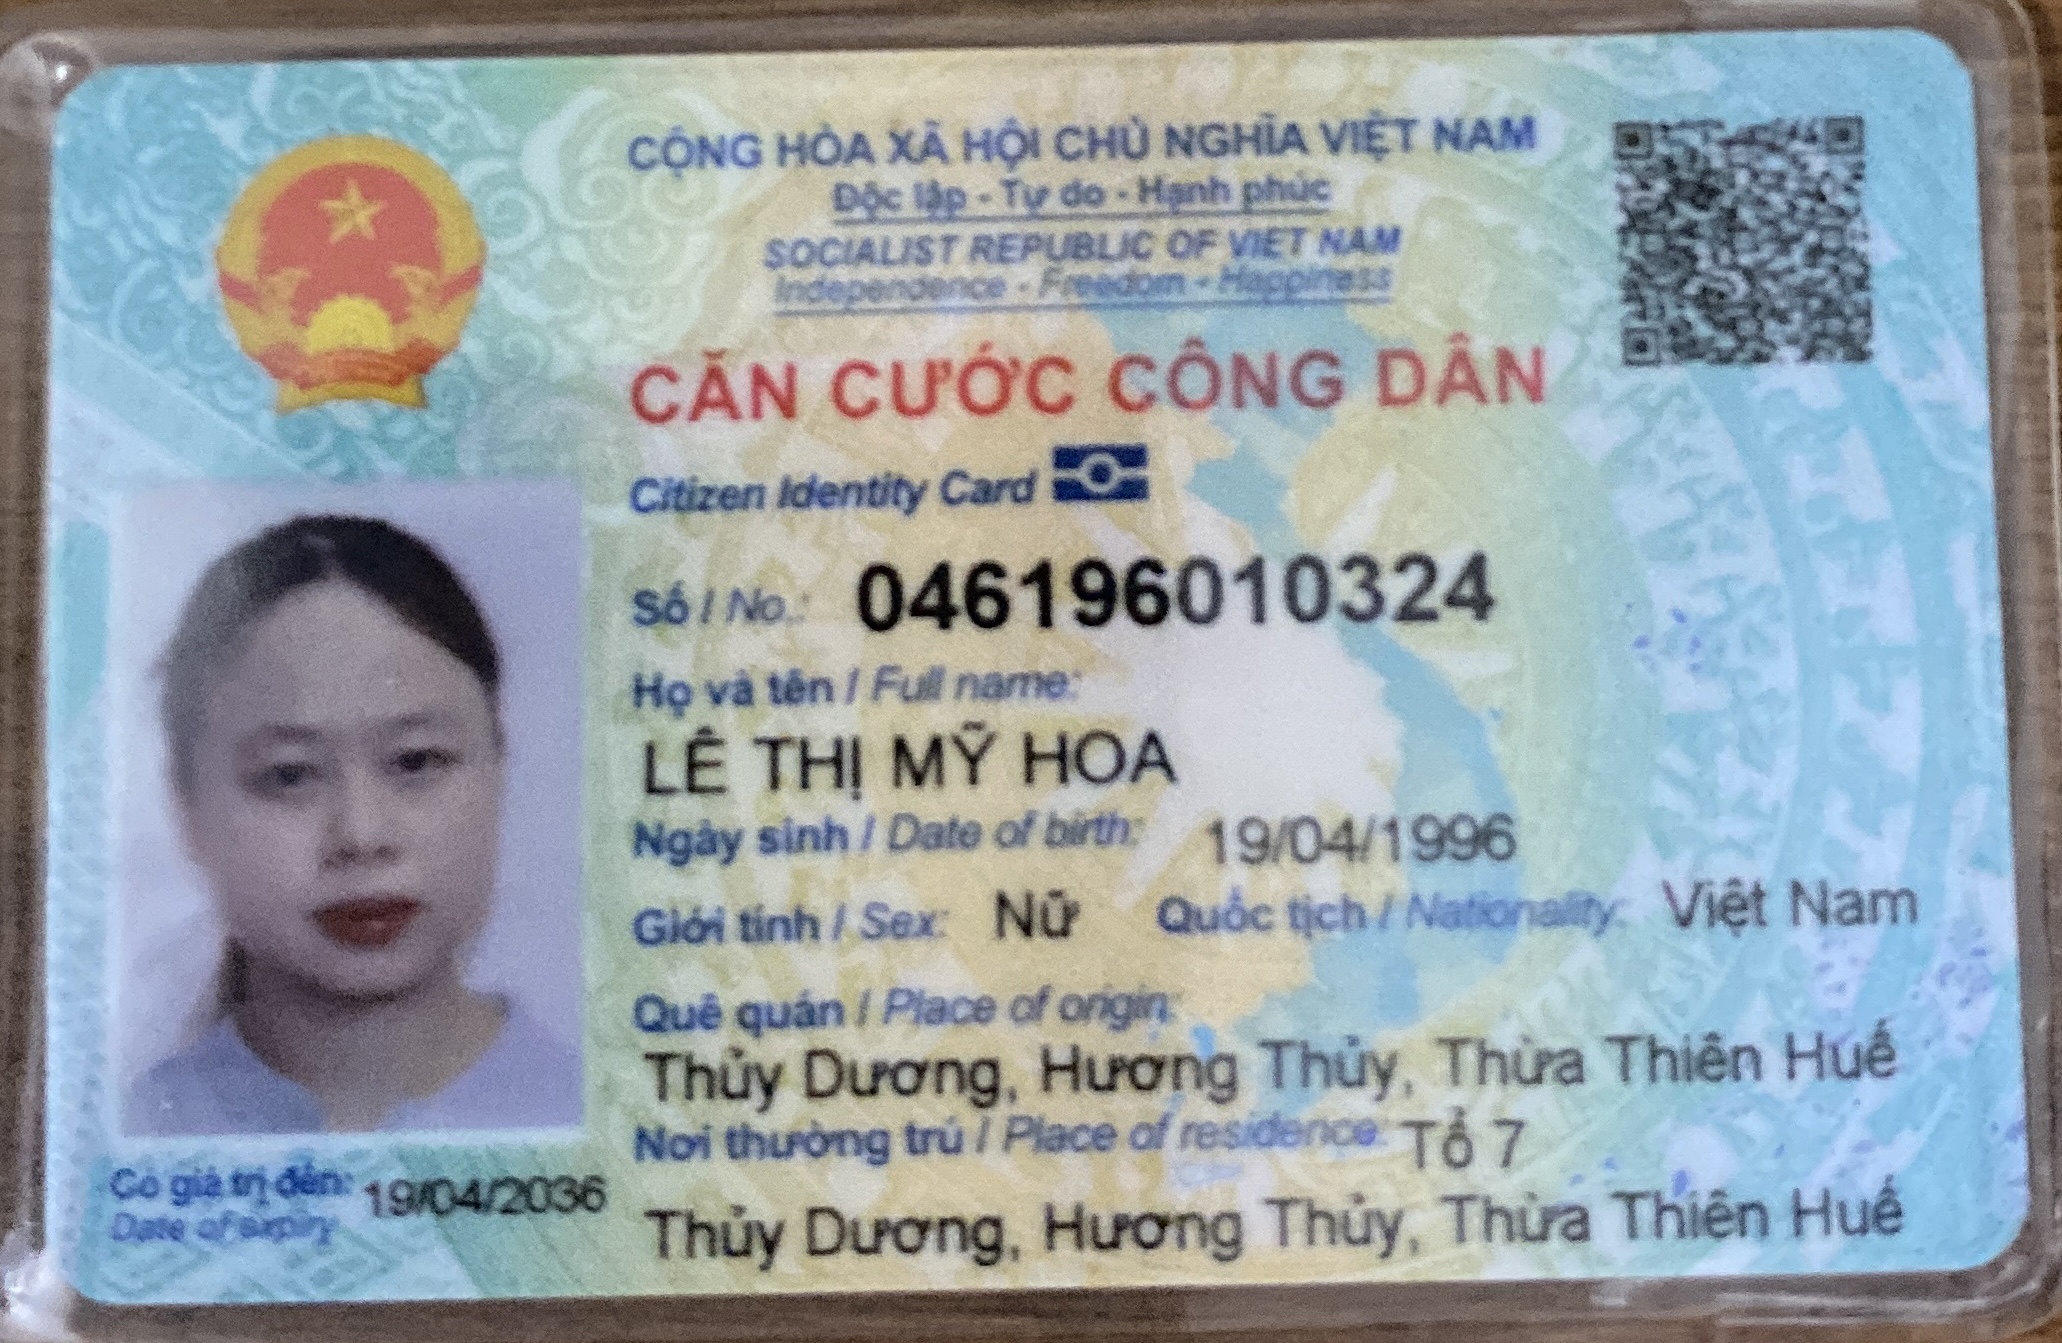 CỘNG HÒA XÃ HỘI CHỦ NGHĨA VIỆT NAM
Độc lập - Tự do - Hạnh phúc
SOCIALIST REPUBLIC OF VIET NAM
Independence - Freedom - Happiness
CĂN CƯỚC CÔNG DÂN
Citizen Identity Card
Số / No.: 046196010324
Họ và tên / Full name:
LÊ THỊ MỸ HOA
Ngày sinh / Date of birth: 19/04/1996
Giới tính / Sex: Nữ Quốc tịch / Nationality: Việt Nam
Quê quán / Place of origin:
Thủy Dương, Hương Thủy, Thừa Thiên Huế
Nơi thường trú / Place of residence: Tổ 7
Thủy Dương, Hương Thủy, Thừa Thiên Huế
Có giá trị đến: 19/04/2036
Date of expiry